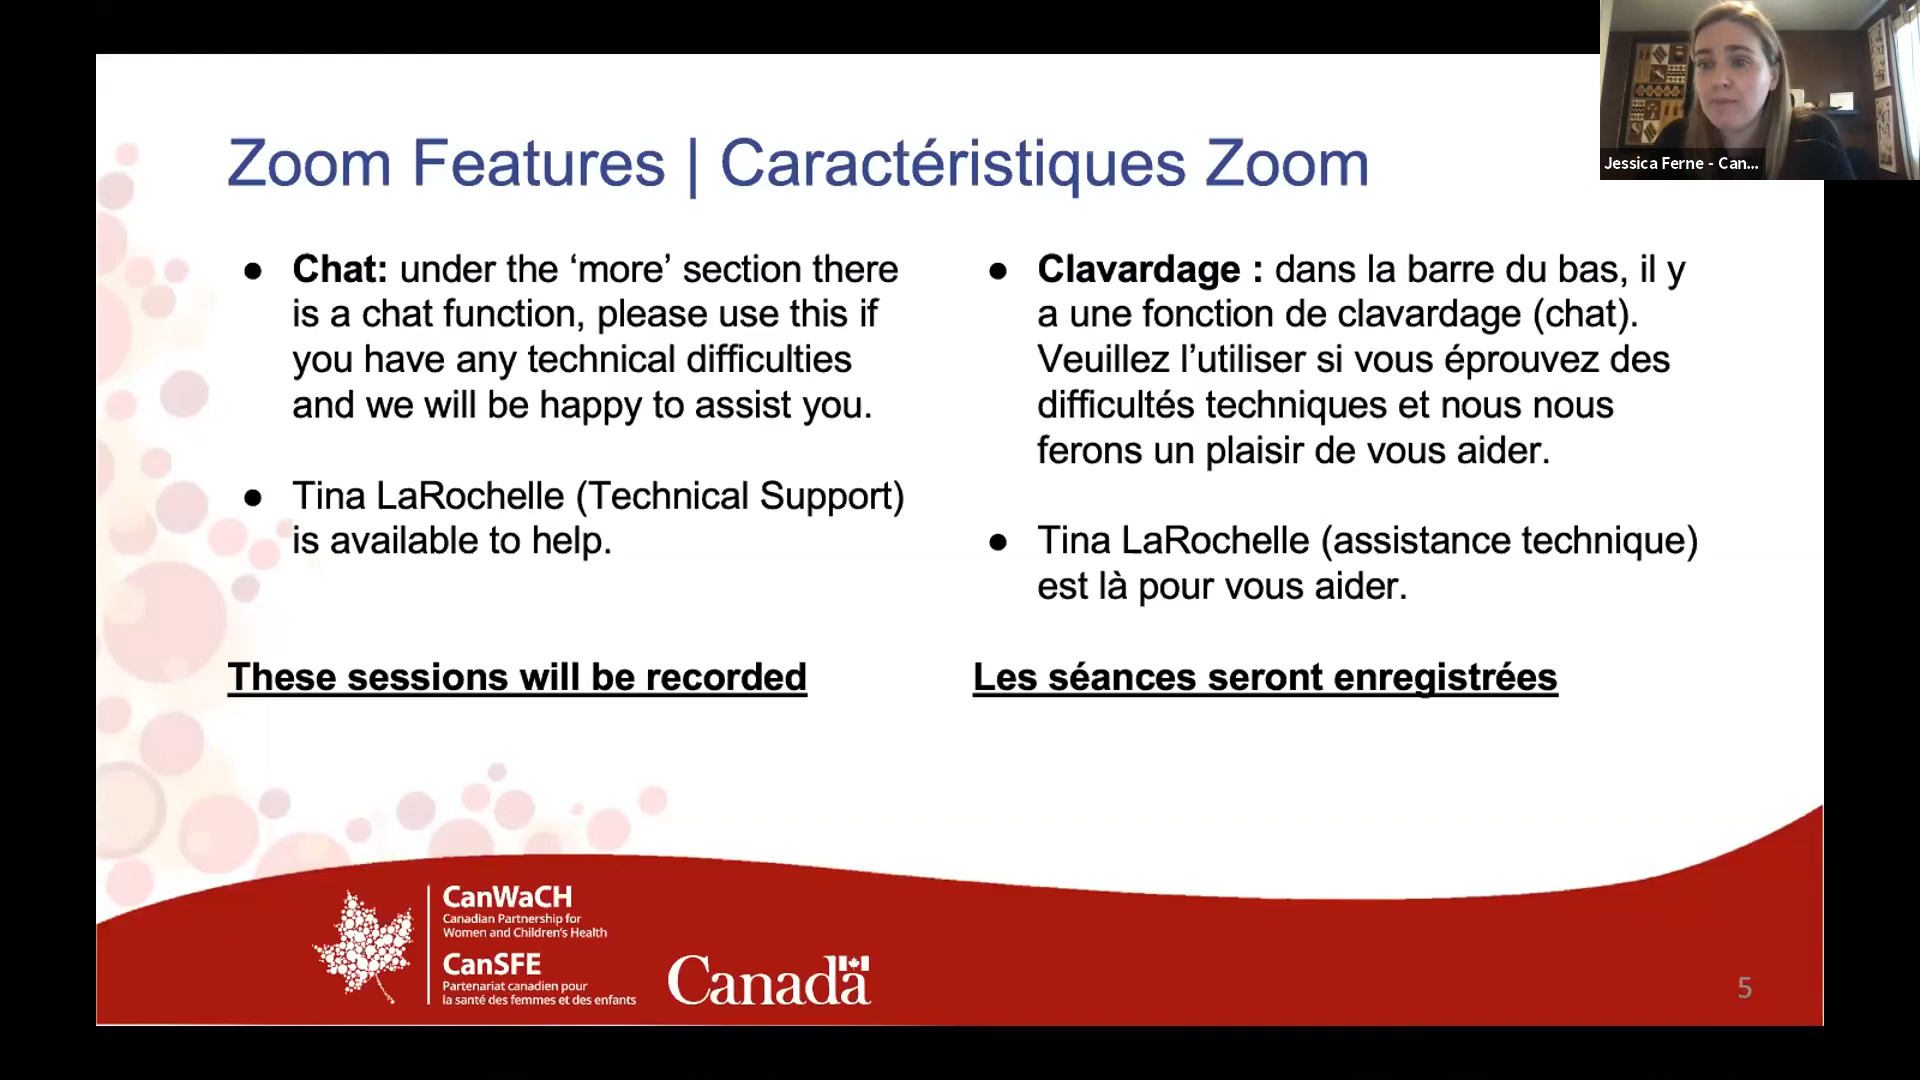 Zoom Features | Caractéristiques Zoom
● Chat: under the ‘more’ section there
is a chat function, please use this if
you have any technical difficulties
and we will be happy to assist you.
● Tina LaRochelle (Technical Support)
is available to help.
These sessions will be recorded
● Clavardage : dans la barre du bas, il y
a une fonction de clavardage (chat).
Veuillez l’utiliser si vous éprouvez des
difficultés techniques et nous nous
ferons un plaisir de vous aider.
● Tina LaRochelle (assistance technique)
est là pour vous aider.
Les séances seront enregistrées
Jessica Ferne - Can...
CanWaCH
Canadian Partnership for
Women and Children's Health
CanSFE
Partenariat canadien pour
la santé des femmes et des enfants
Canada
5